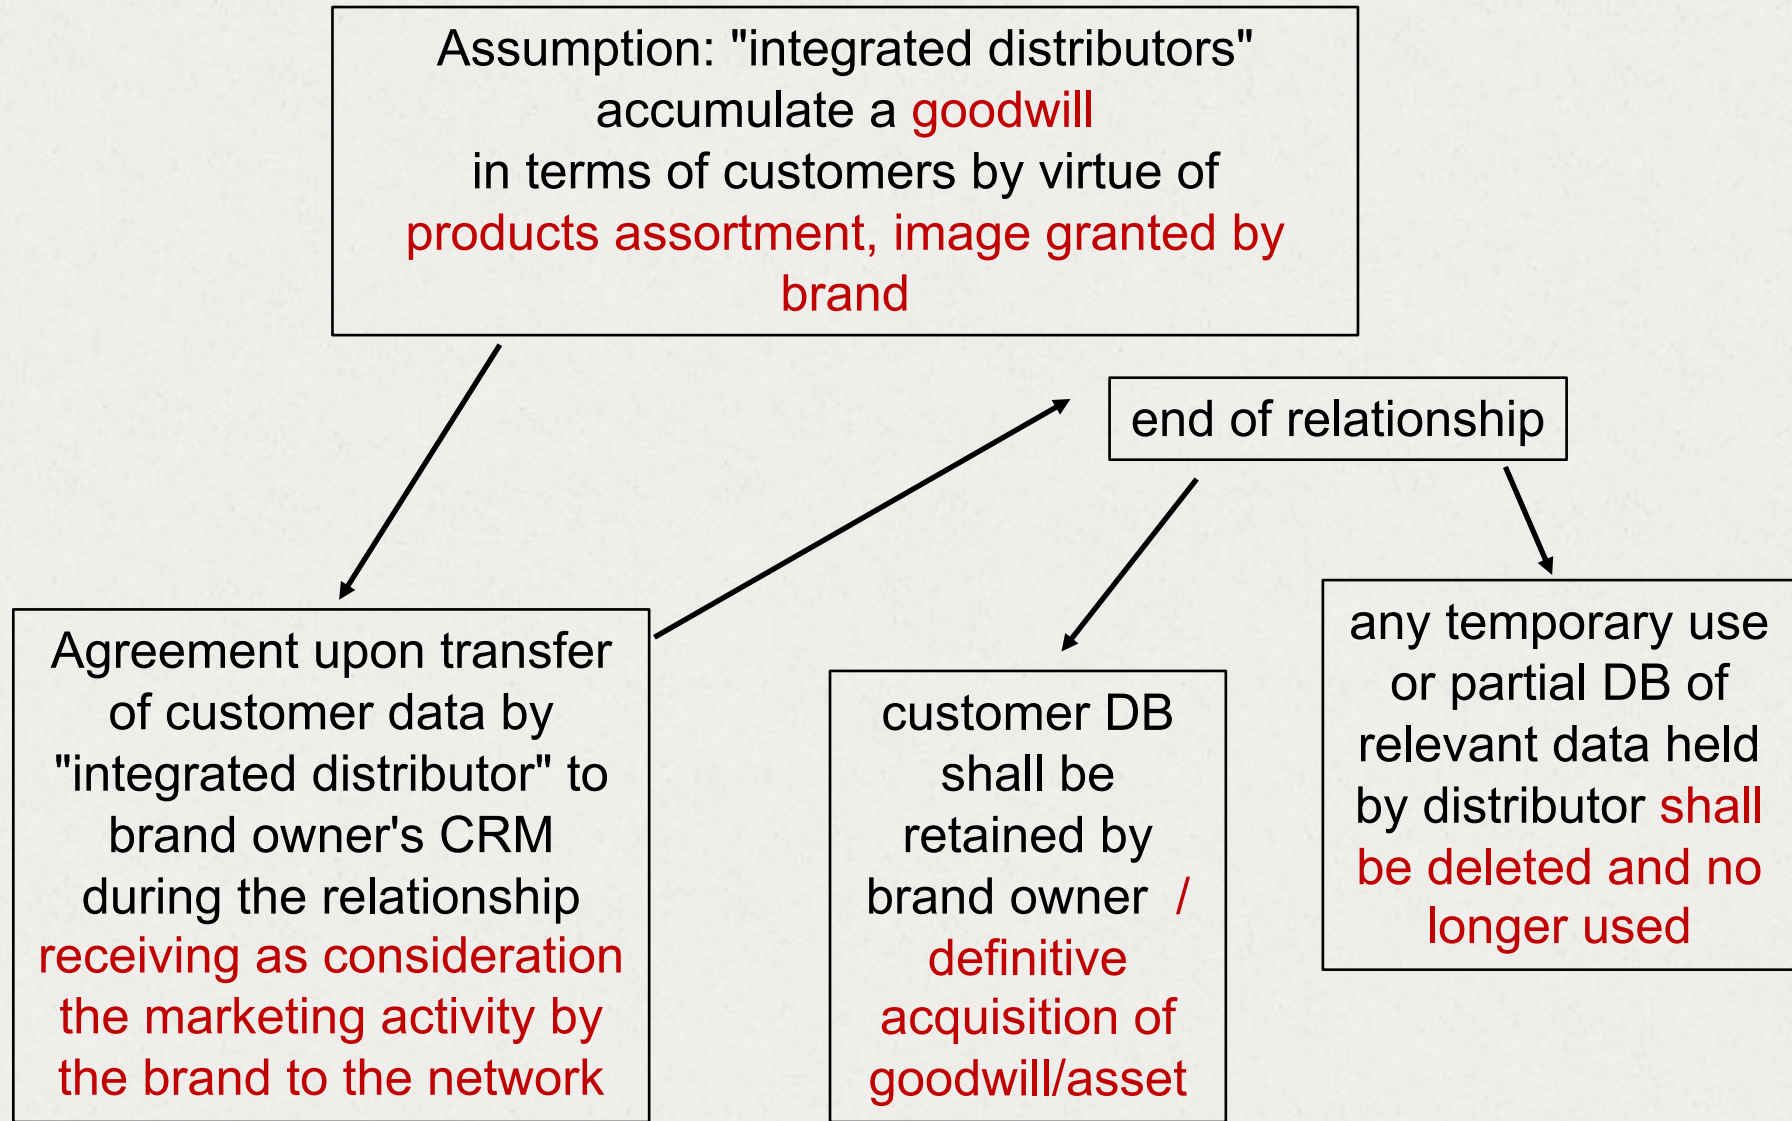 Assumption: "integrated distributors"
accumulate a goodwill
in terms of customers by virtue of
products assortment, image granted by
brand
end of relationship
Agreement upon transfer
of customer data by
"integrated distributor" to
brand owner's CRM
during the relationship
receiving as consideration
the marketing activity by
the brand to the network
customer DB
shall be
retained by
brand owner /
definitive
acquisition of
goodwill/asset
any temporary use
or partial DB of
relevant data held
by distributor shall
be deleted and no
longer used